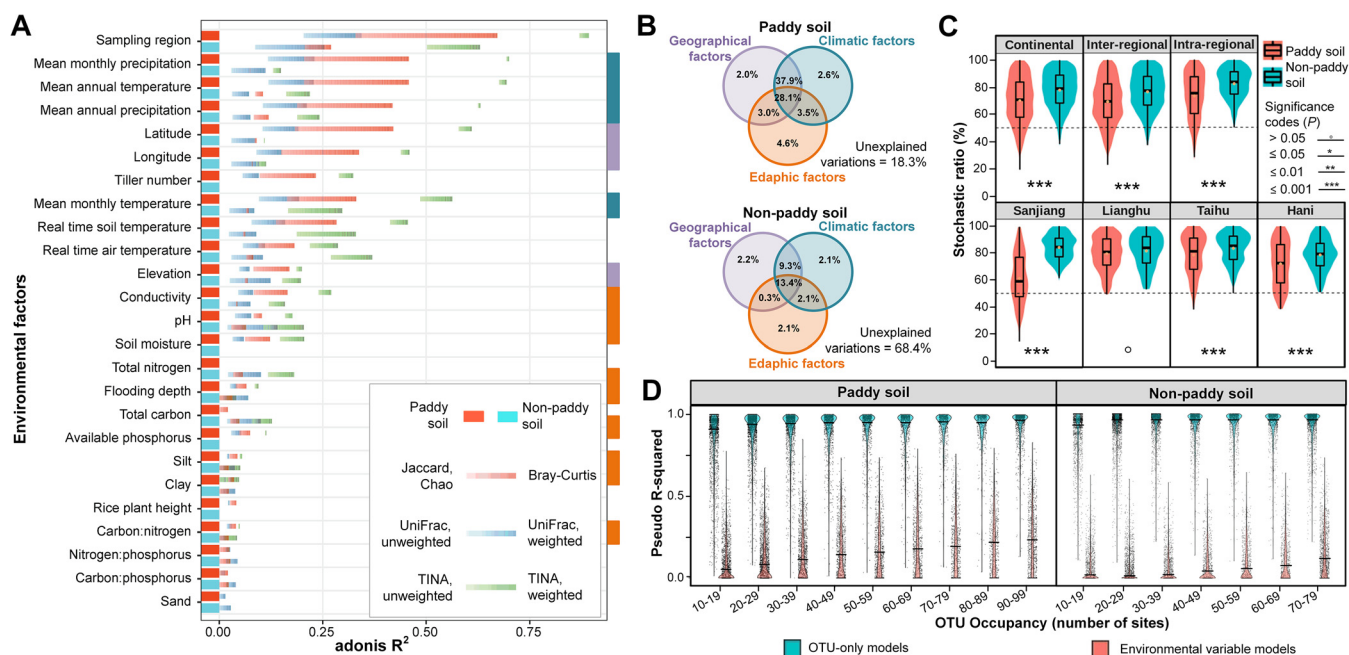 A
Environmental factors
Sampling region
Mean monthly precipitation
Mean annual temperature
Mean annual precipitation
Latitude
Longitude
Tiller number
Mean monthly temperature
Real time soil temperature
Real time air temperature
Elevation
Conductivity
pH
Soil moisture
Total nitrogen
Flooding depth
Total carbon
Available phosphorus
Silt
Clay
Rice plant height
Carbon:nitrogen
Nitrogen:phosphorus
Carbon:phosphorus
Sand
0.00 0.25 0.50 0.75
adonis R²
Paddy soil
Non-paddy soil
Jaccard, Chao
Bray-Curtis
UniFrac, unweighted
UniFrac, weighted
TINA, unweighted
TINA, weighted
B
Paddy soil
Geographical factors
Climatic factors
2.0%
37.9%
2.6%
28.1%
3.0%
3.5%
4.6%
Edaphic factors
Unexplained
variations = 18.3%
Non-paddy soil
Geographical factors
Climatic factors
2.2%
9.3%
2.1%
13.4%
0.3%
2.1%
2.1%
Edaphic factors
Unexplained
variations = 68.4%
C
Stochastic ratio (%)
Continental Inter-regional Intra-regional
100
80
60
40
20
0
*** *** ***
Paddy soil
Non-paddy soil
Significance
codes (P)
> 0.05 °
≤ 0.05 *
≤ 0.01 **
≤ 0.001 ***
Sanjiang Lianghu Taihu Hani
100
80
60
40
20
0
*** ° *** ***
D
Paddy soil Non-paddy soil
Pseudo R-squared
1.0
0.5
0.0
10-19 20-29 30-39 40-49 50-59 60-69 70-79 80-89 90-99 10-19 20-29 30-39 40-49 50-59 60-69 70-79
OTU Occupancy (number of sites)
OTU-only models Environmental variable models